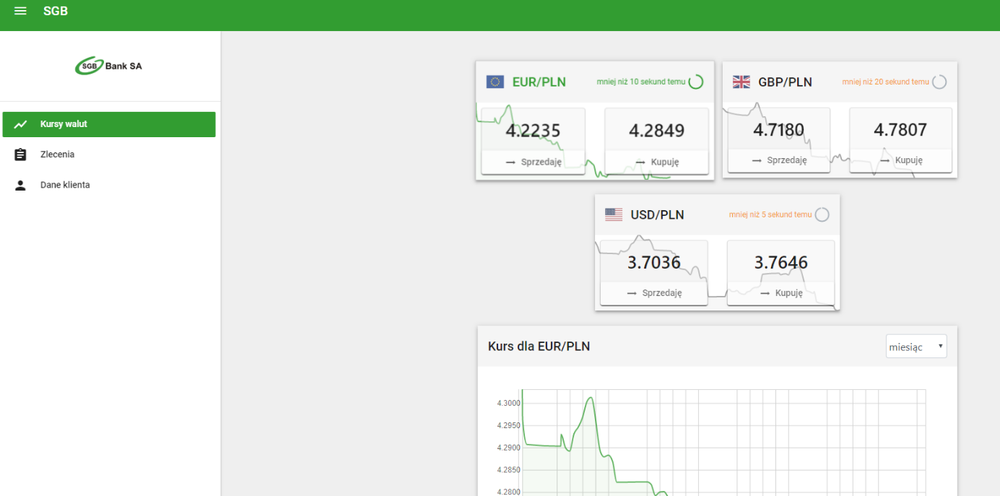 SGB
SGB Bank SA
Kursy walut
Zlecenia
Dane klienta
EUR/PLN mniej niż 10 sekund temu
4.2235 4.2849
Sprzedaję Kupuję
GBP/PLN mniej niż 20 sekund temu
4.7180 4.7807
Sprzedaję Kupuję
USD/PLN mniej niż 5 sekund temu
3.7036 3.7646
Sprzedaję Kupuję
Kurs dla EUR/PLN miesiąc
4.3000
4.2950
4.2900
4.2850
4.2800